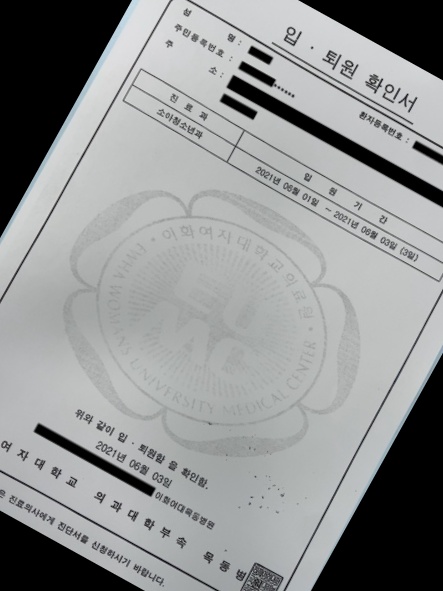 입 · 퇴원 확인서
환자등록번호 :
성 명 :
주민등록번호 :
주 소 :
진 료 과
입 원 기 간
소아청소년과
2021년 06월 01일 ~ 2021년 06월 03일 (3일)
이화여자대학교의료원
EWHA WOMAN'S UNIVERSITY MEDICAL CENTER
EU
MC
위와 같이 입 · 퇴원함 을 확인함.
2021년 06월 03일
이화여대목동병원
여 자 대 학 교 의 과 대 학 부 속 목 동 병 원
은 진료의사에게 진단서를 신청하시기 바랍니다.